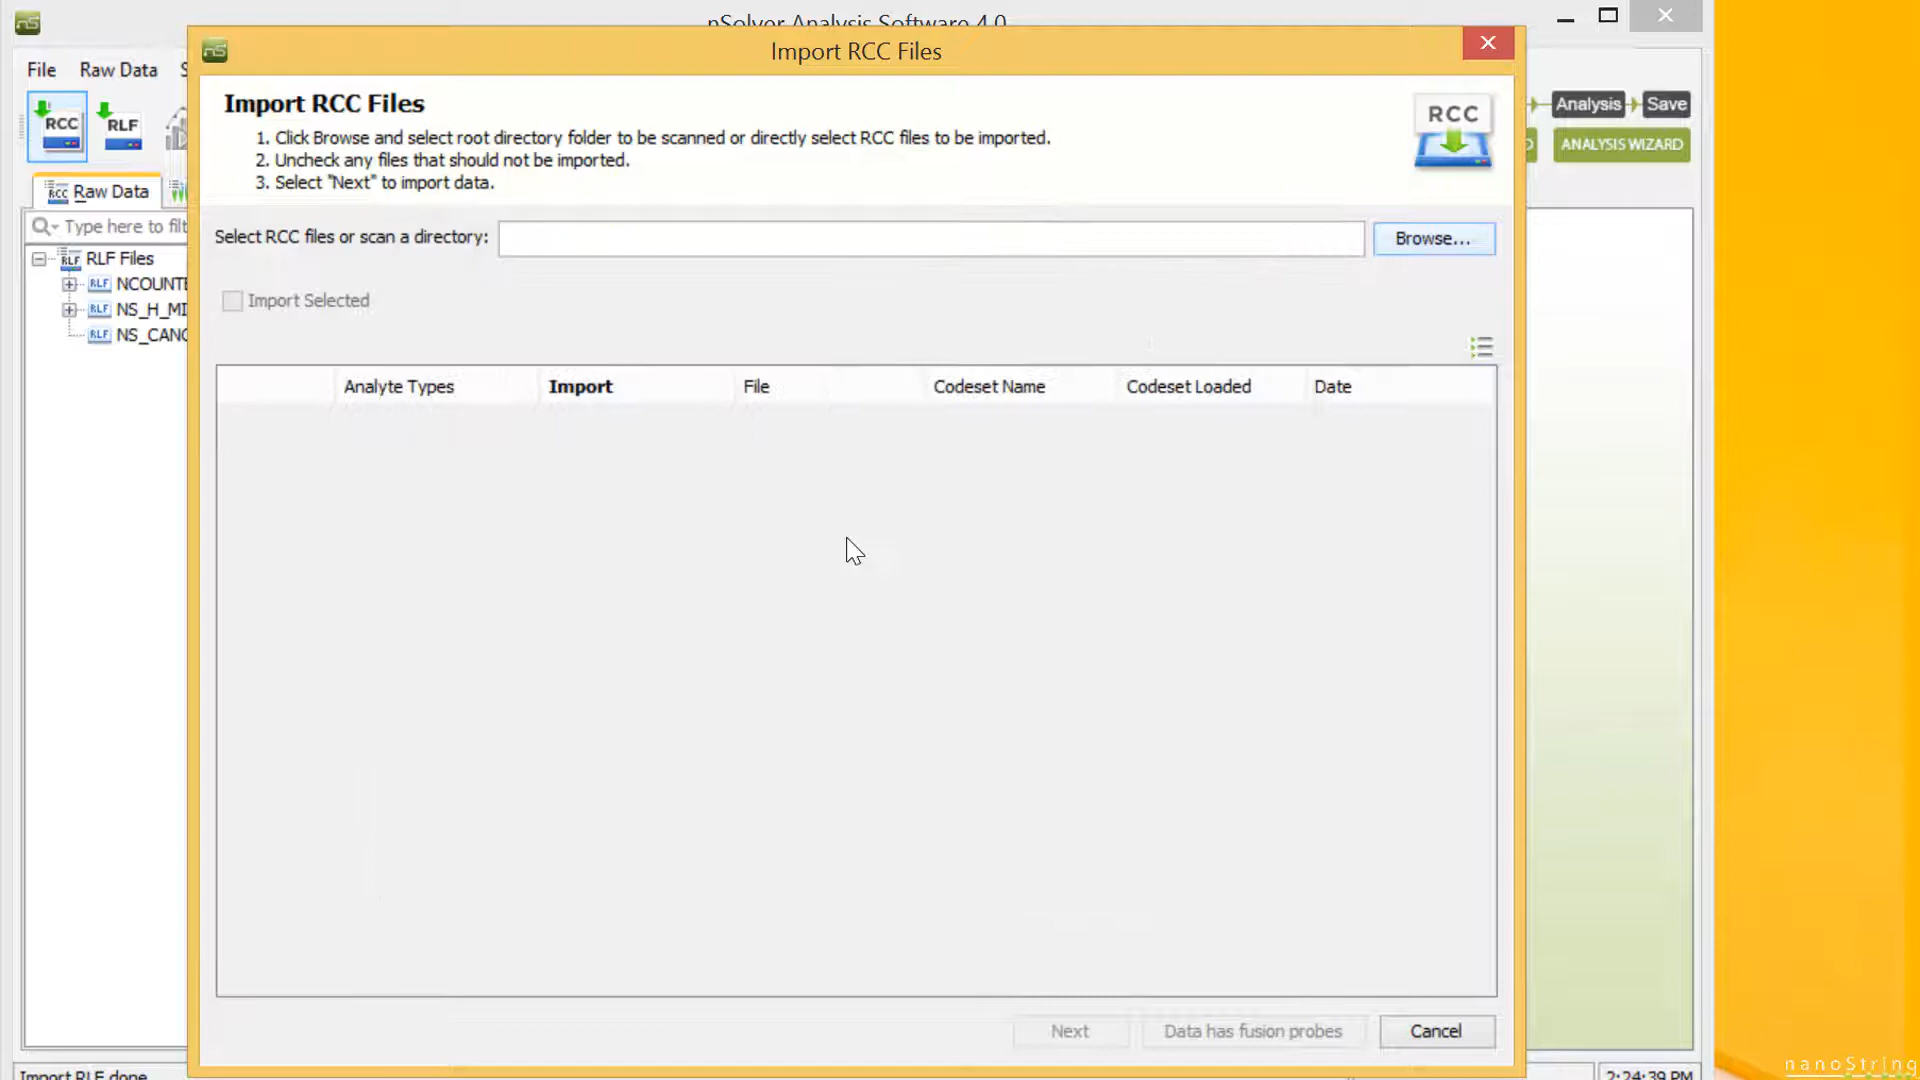 nSolver Analysis Software 4.0
Import RCC Files
File Raw Data S
RCC RLF
Analysis Save
ANALYSIS WIZARD
Import RCC Files
1. Click Browse and select root directory folder to be scanned or directly select RCC files to be imported.
2. Uncheck any files that should not be imported.
3. Select "Next" to import data.
RCC
RCC Raw Data
Type here to filt
Select RCC files or scan a directory: Browse...
RLF RLF Files
RLF NCOUNTE
RLF NS_H_MI
RLF NS_CANC
Import Selected
Analyte Types Import File Codeset Name Codeset Loaded Date
Next Data has fusion probes Cancel
Import RLF done
2:24:39 PM
nanoString